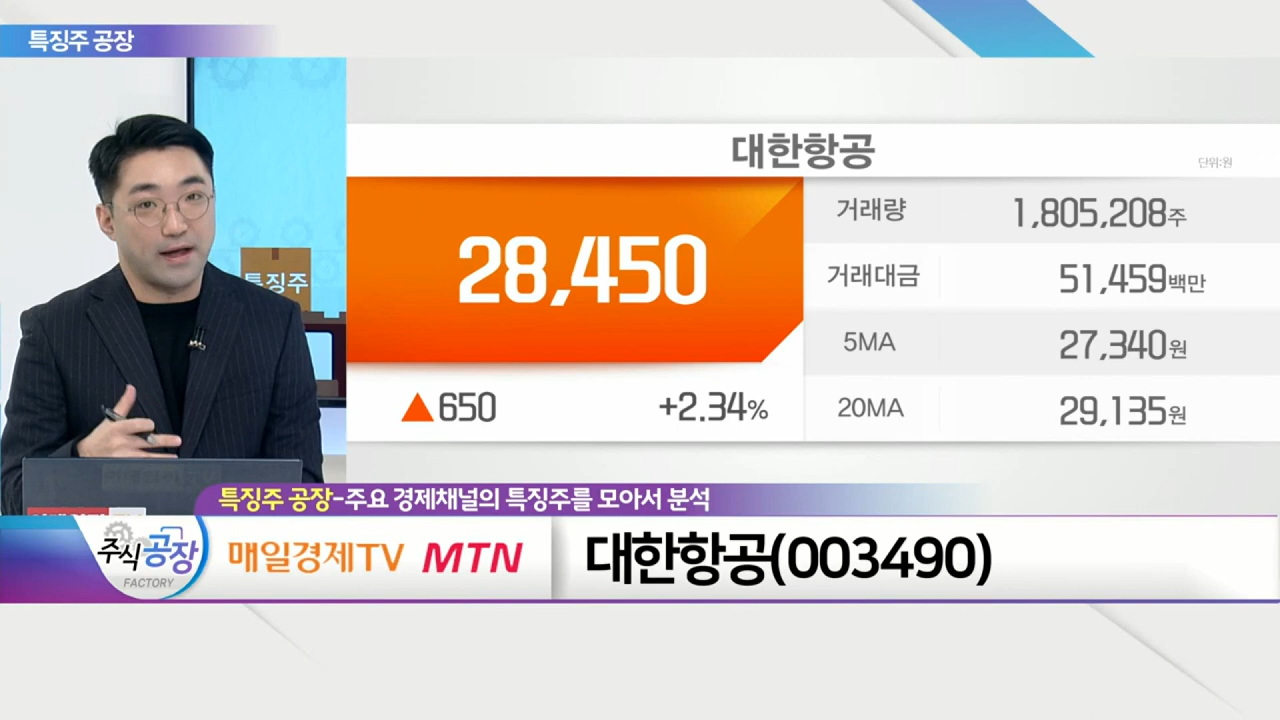 특징주 공장
대한항공
단위:원
28,450
▲650 +2.34%
거래량 1,805,208주
거래대금 51,459백만
5MA 27,340원
20MA 29,135원
특징주
특징주 공장-주요 경제채널의 특징주를 모아서 분석
주식공장
FACTORY
매일경제TV MTN
대한항공(003490)